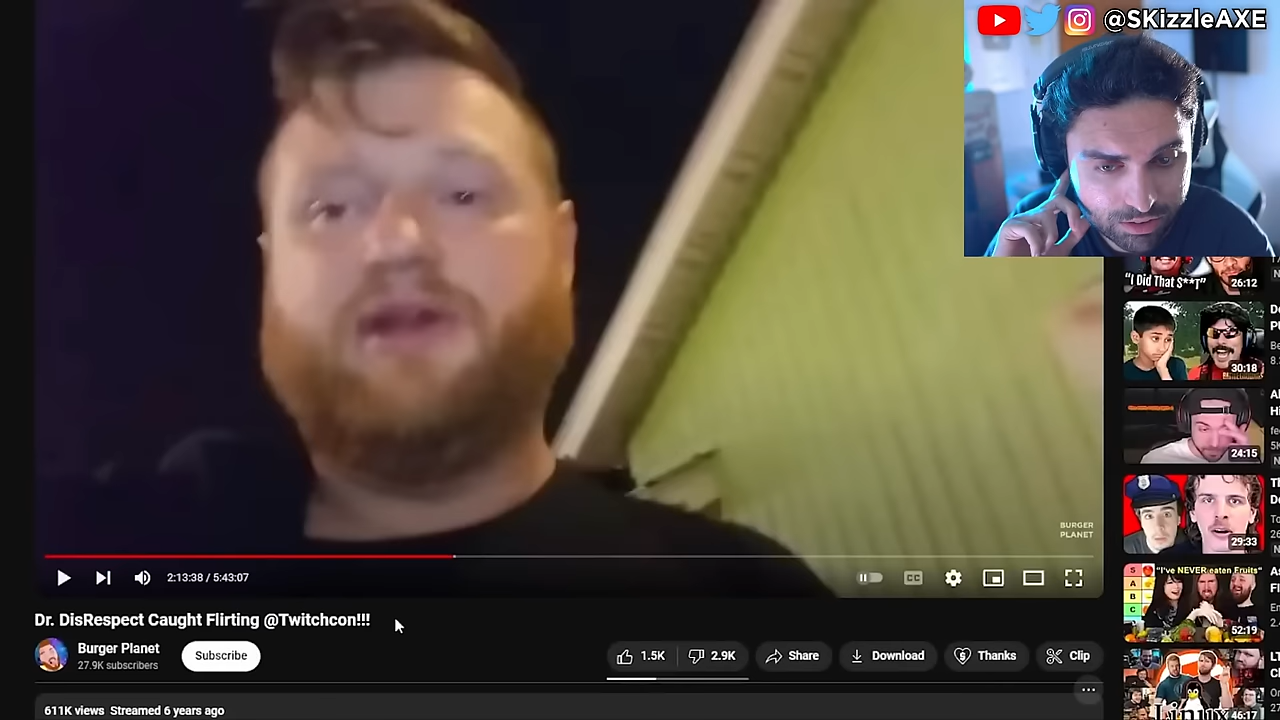 @SKizzleAXE
"I Did That S**T"
26:12
30:18
24:15
29:33
"I've NEVER eaten Fruits"
S
A
B
C
52:19
Linux
46:17
BURGER
PLANET
2:13:38 / 5:43:07
CC
Dr. DisRespect Caught Flirting @Twitchcon!!!
Burger Planet
27.9K subscribers
Subscribe
1.5K
2.9K
Share
Download
Thanks
Clip
611K views Streamed 6 years ago